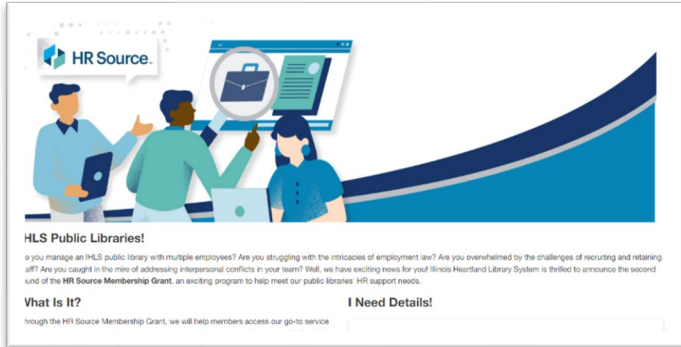 HR Source
HLS Public Libraries!
o you manage an IHLS public library with multiple employees? Are you struggling with the intricacies of employment law? Are you overwhelmed by the challenges of recruiting and retaining
aff? Are you caught in the mire of addressing interpersonal conflicts in your team? Well, we have exciting news for you! Illinois Heartland Library System is thrilled to announce the second
und of the HR Source Membership Grant, an exciting program to help meet our public libraries' HR support needs.
What Is It?
I Need Details!
hrough the HR Source Membership Grant, we will help members access our go-to service